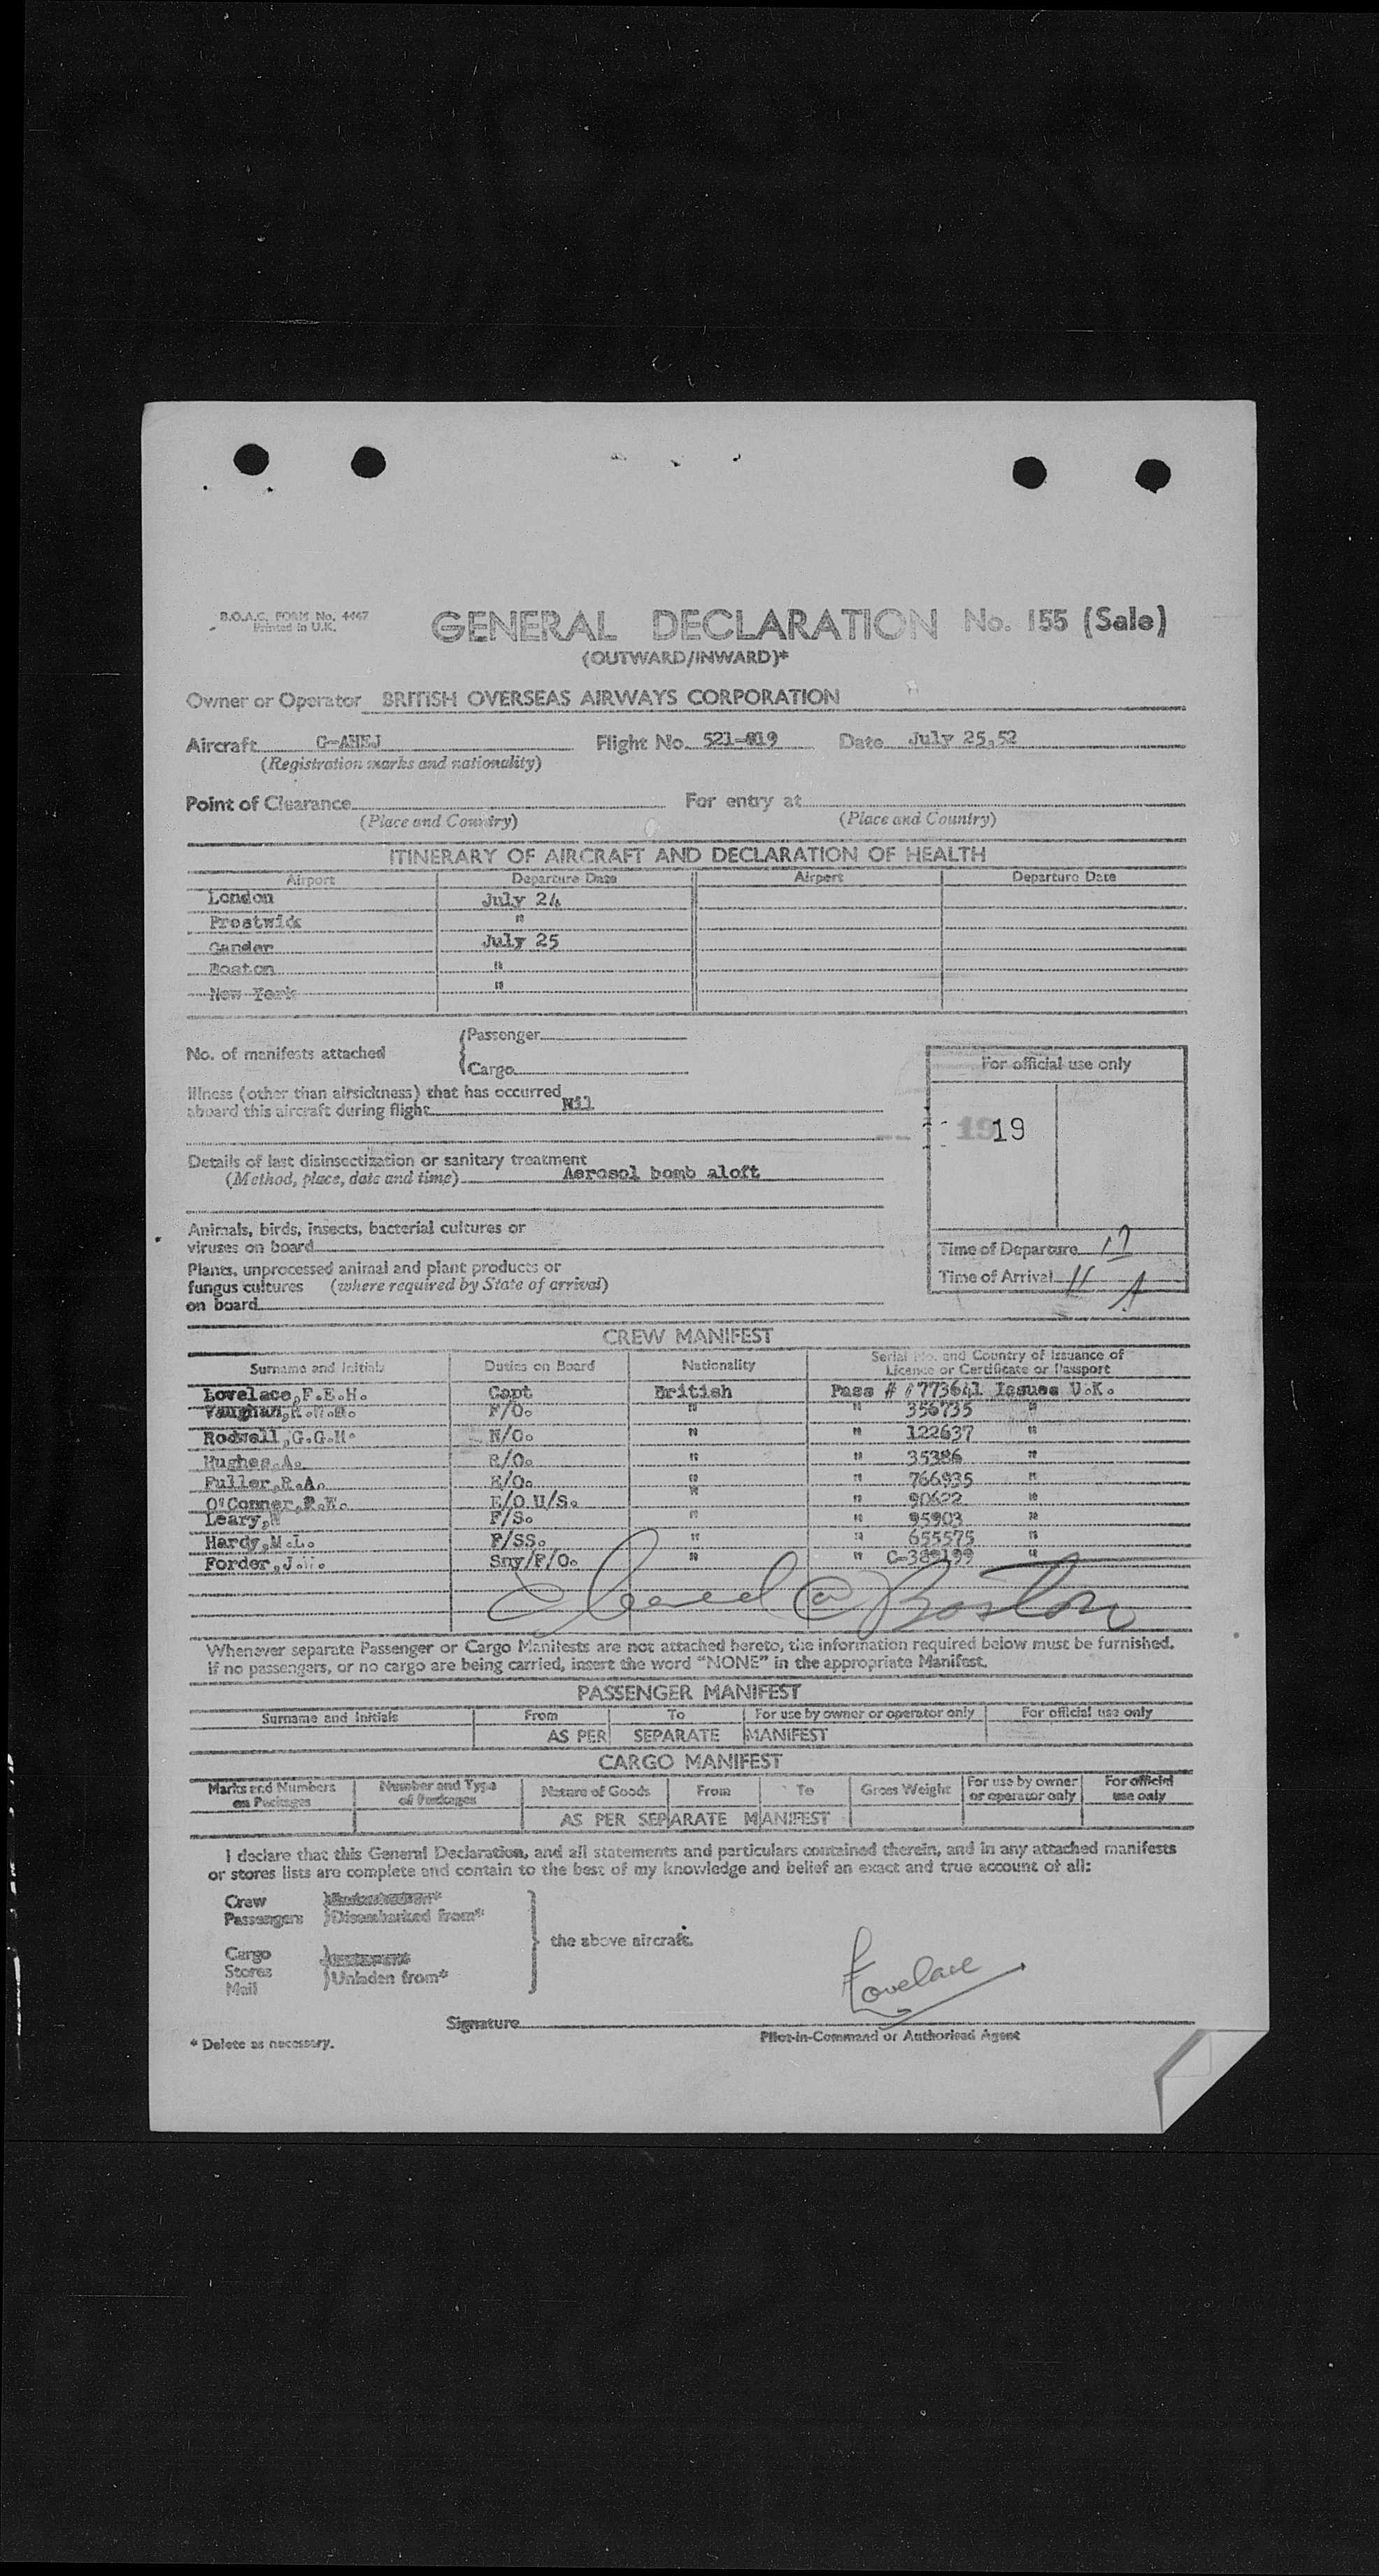 B.O.A.C. FORM No. 4447
Printed in U.K.
GENERAL DECLARATION No. 155 (Sale)
(OUTWARD/INWARD)*
Owner or Operator BRITISH OVERSEAS AIRWAYS CORPORATION
Aircraft G-AHEJ Flight No. 521-019 Date July 25,52
(Registration marks and nationality)
Point of Clearance For entry at
(Place and Country) (Place and Country)
ITINERARY OF AIRCRAFT AND DECLARATION OF HEALTH
Airport Departure Date Airport Departure Date
London July 24
Prestwick "
Gander July 25
Boston "
New York "
No. of manifests attached
Passenger
Cargo
Illness (other than airsickness) that has occurred
aboard this aircraft during flight Nil
For official use only
19
Details of last disinsectization or sanitary treatment
(Method, place, date and time) Aerosol bomb aloft
Animals, birds, insects, bacterial cultures or
viruses on board
Plants, unprocessed animal and plant products or
fungus cultures (where required by State of arrival)
on board
Time of Departure
Time of Arrival
CREW MANIFEST
Surname and Initials Duties on Board Nationality Serial No. and Country of Issuance of
Licence or Certificate or Passport
Lovelace,F.E.H. Capt British Pass # 773641 Issues U.K.
Vaughan, F/O. " " 356735 "
Rodwell,G.G.H. N/O. " " 122637 "
Hughes.A. R/O. " " 35386 "
Fuller,R.A. E/O. " " 766935 "
O'Conner, E/O U/S. " " 90622 "
Leary, F/S. " " 95903 "
Hardy,M.L. F/SS. " " 655575 "
Forder,J. Sny/F/O. " " C-389199 "
Cleared @ Boston
Whenever separate Passenger or Cargo Manifests are not attached hereto, the information required below must be furnished.
If no passengers, or no cargo are being carried, insert the word "NONE" in the appropriate Manifest.
PASSENGER MANIFEST
Surname and Initials From To For use by owner or operator only For official use only
AS PER SEPARATE MANIFEST
CARGO MANIFEST
Marks and Numbers on Packages Number and Type of Packages Nature of Goods From To Gross Weight For use by owner or operator only For official use only
AS PER SEPARATE MANIFEST
I declare that this General Declaration, and all statements and particulars contained therein, and in any attached manifests
or stores lists are complete and contain to the best of my knowledge and belief an exact and true account of all:
Crew
Passengers Disembarked from*
the above aircraft.
Cargo
Stores Unladen from*
Mail
Lovelace
Signature
Pilot-in-Command or Authorised Agent
* Delete as necessary.